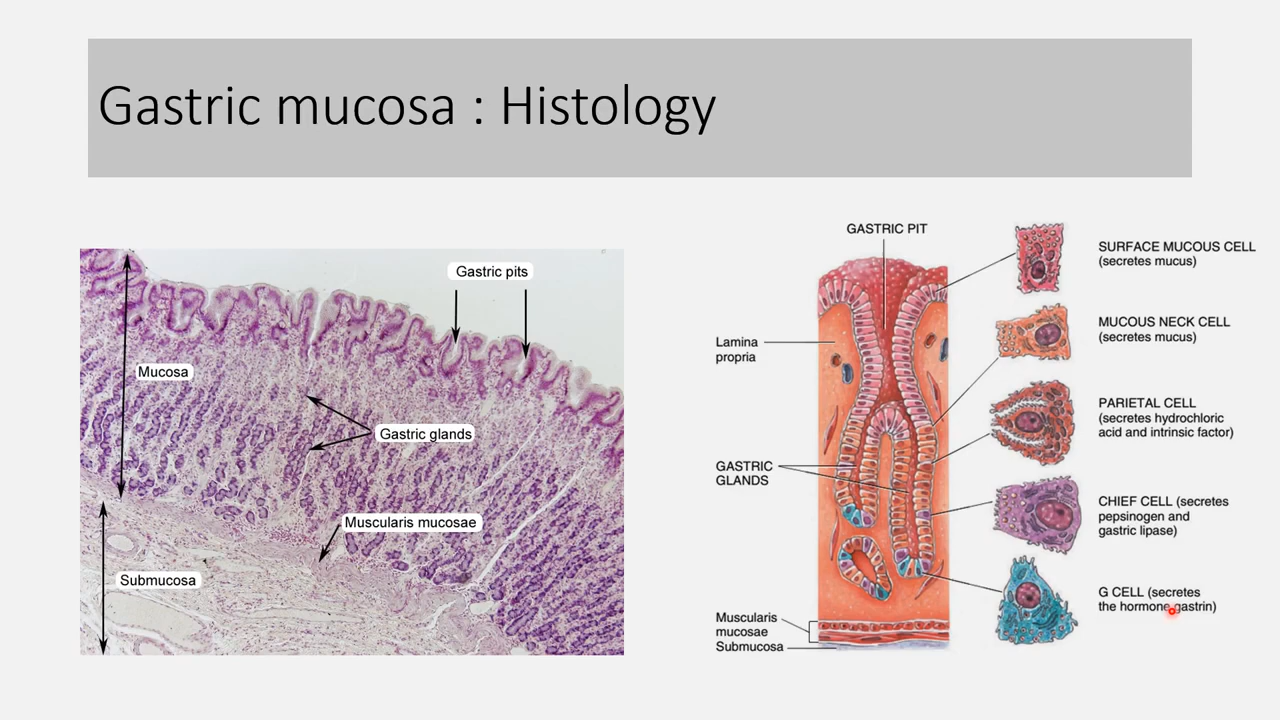 Gastric mucosa : Histology
Gastric pits
Mucosa
Gastric glands
Muscularis mucosae
Submucosa
GASTRIC PIT
Lamina
propria
GASTRIC
GLANDS
Muscularis
mucosae
Submucosa
SURFACE MUCOUS CELL
(secretes mucus)
MUCOUS NECK CELL
(secretes mucus)
PARIETAL CELL
(secretes hydrochloric
acid and intrinsic factor)
CHIEF CELL (secretes
pepsinogen and
gastric lipase)
G CELL (secretes
the hormone gastrin)